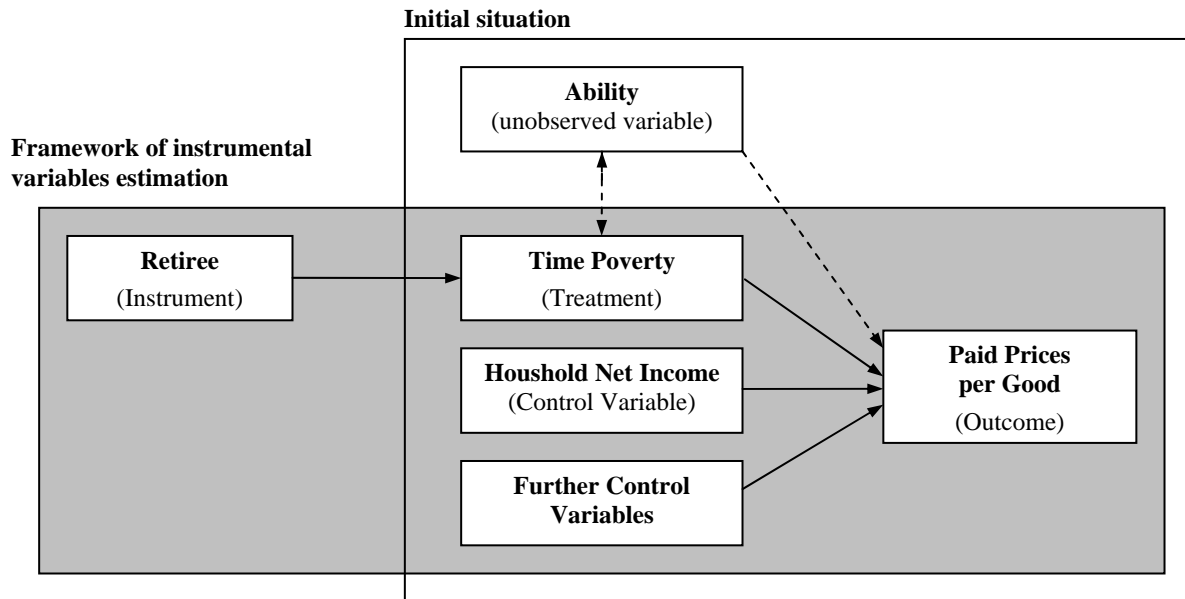 Initial situation
Ability
(unobserved variable)
Framework of instrumental
variables estimation
Retiree
(Instrument)
Time Poverty
(Treatment)
Houshold Net Income
(Control Variable)
Further Control
Variables
Paid Prices
per Good
(Outcome)